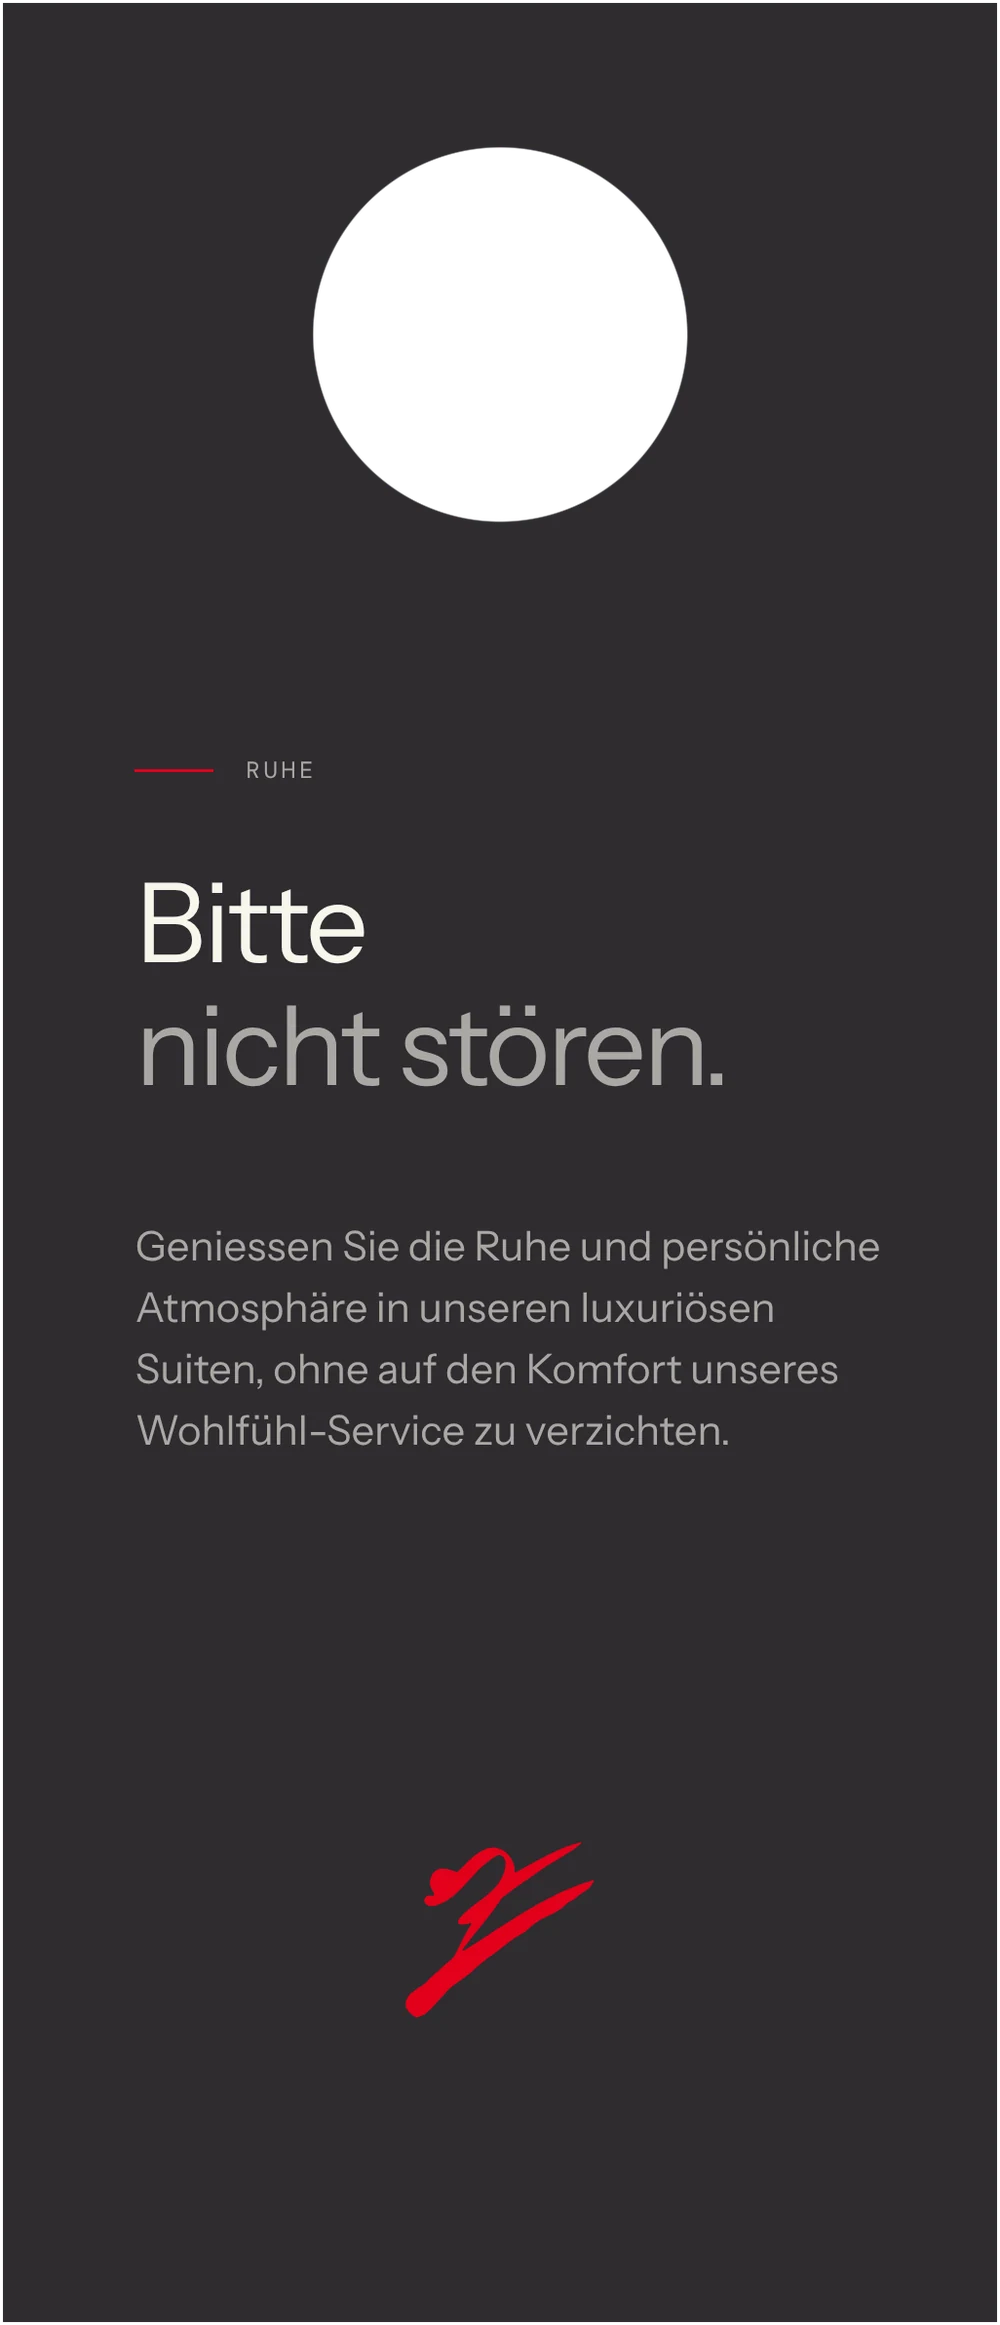 RUHE
Bitte
nicht stören.
Geniessen Sie die Ruhe und persönliche
Atmosphäre in unseren luxuriösen
Suiten, ohne auf den Komfort unseres
Wohlfühl-Service zu verzichten.